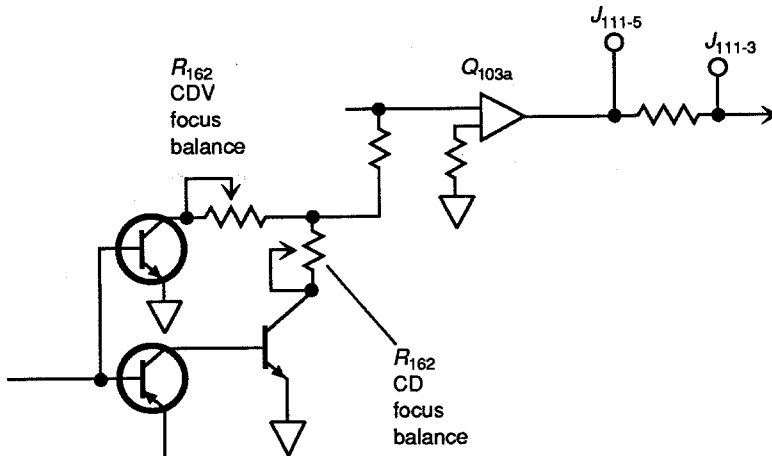 J111-5
J111-3
Q103a
R162
CDV
focus
balance
R162
CD
focus
balance